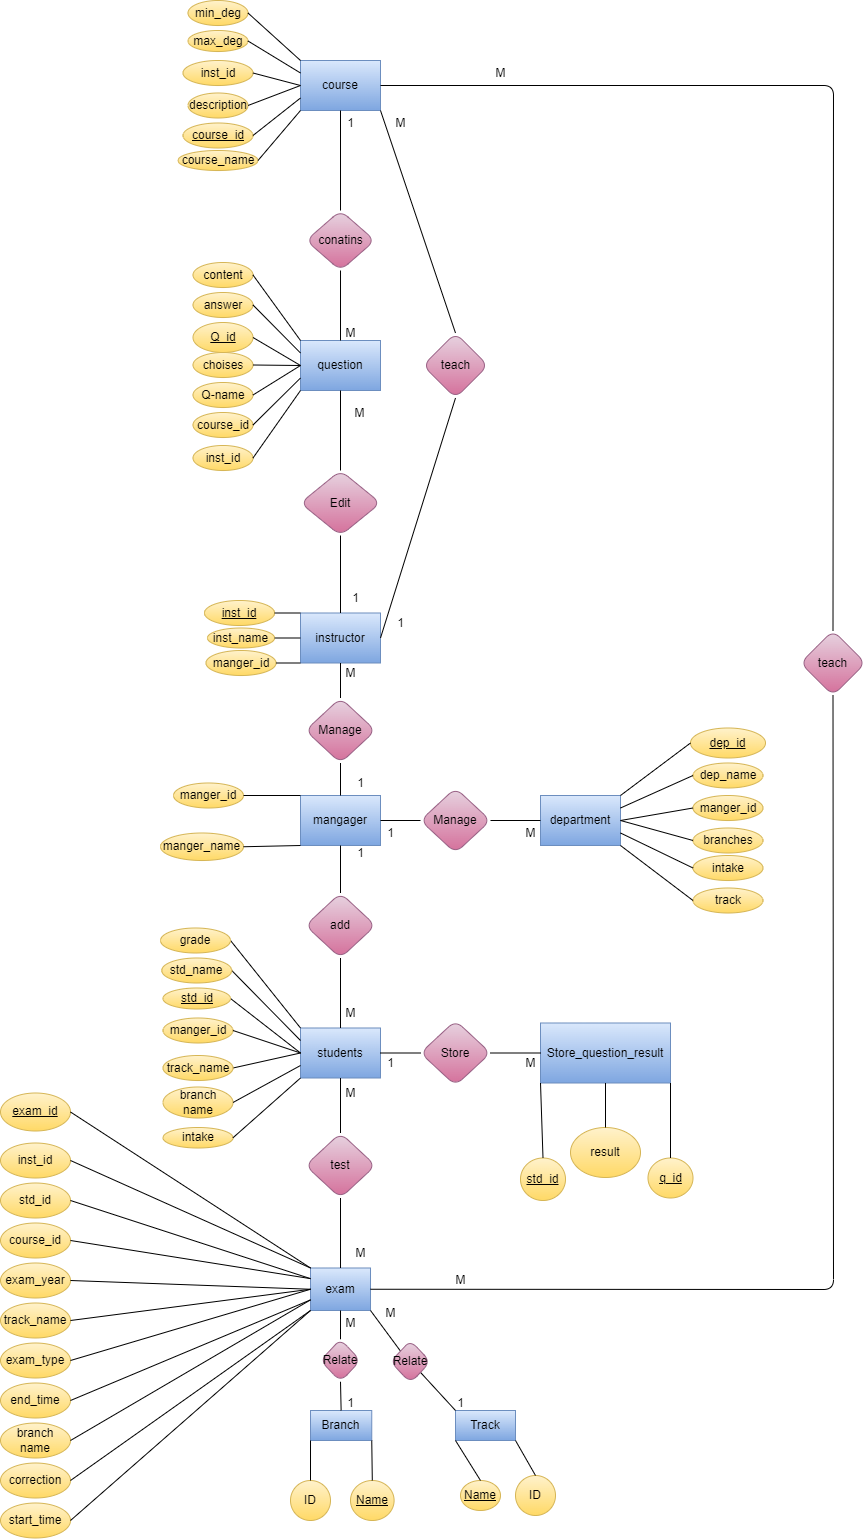 min_deg
max_deg
inst_id
description
course_id
course_name
course
M
1
M
conatins
content
answer
Q_id
choises
Q-name
course_id
inst_id
M
question
teach
M
Edit
1
1
inst_id
inst_name
manger_id
instructor
teach
M
Manage
1
manger_id
manger_name
mangager
1
Manage
M
department
dep_id
dep_name
manger_id
branches
intake
track
1
add
M
grade
std_name
std_id
manger_id
track_name
branch
name
intake
students
1
Store
M
Store_question_result
std_id
result
q_id
M
test
M
exam_id
inst_id
std_id
course_id
exam_year
track_name
exam_type
end_time
branch
name
correction
start_time
exam
M
M
M
Relate
Relate
1
1
Branch
Track
ID
Name
Name
ID